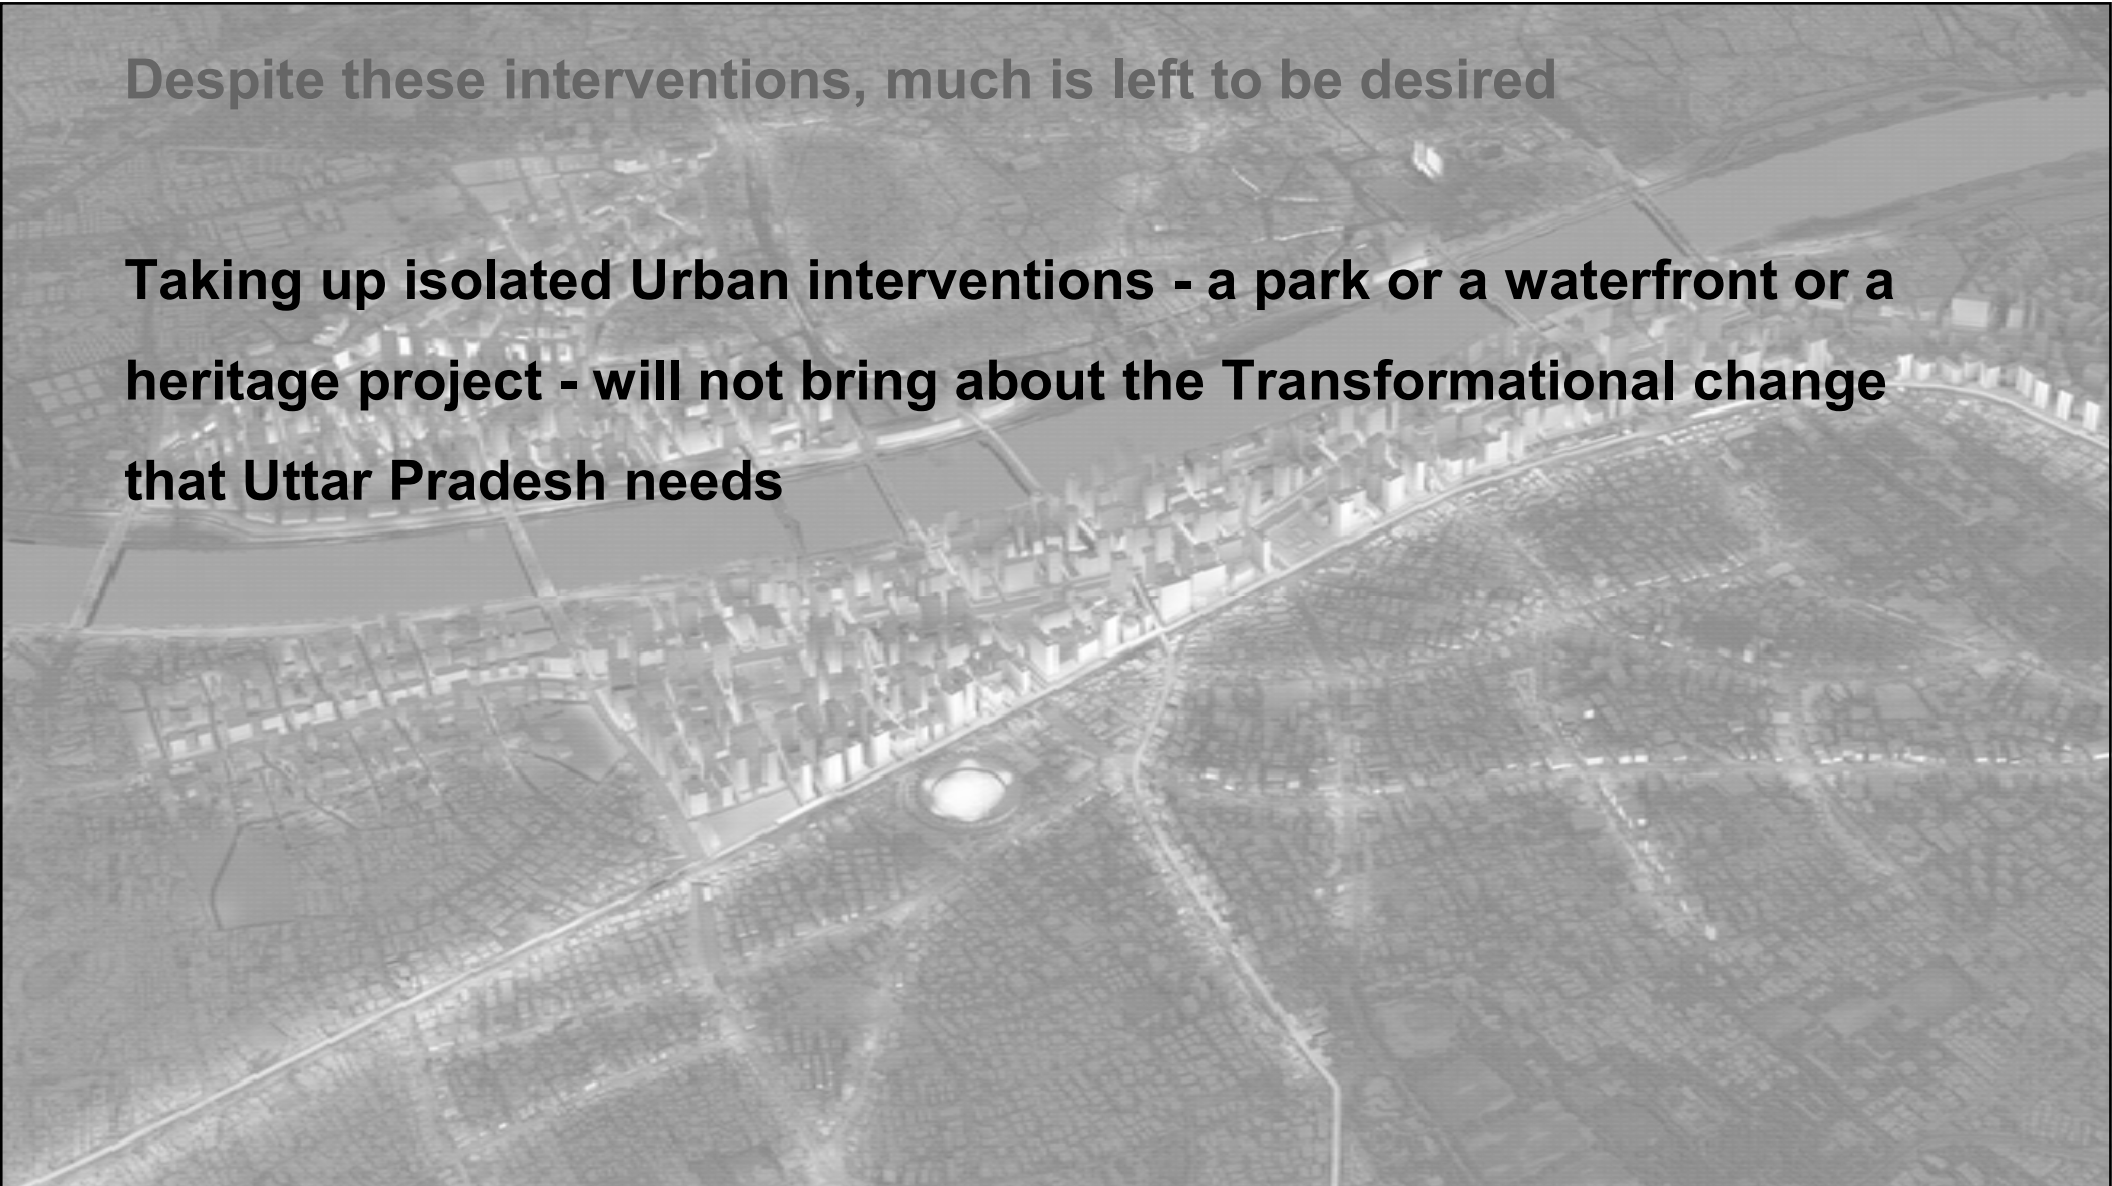 Despite these interventions, much is left to be desired
Taking up isolated Urban interventions - a park or a waterfront or a
heritage project - will not bring about the Transformational change
that Uttar Pradesh needs